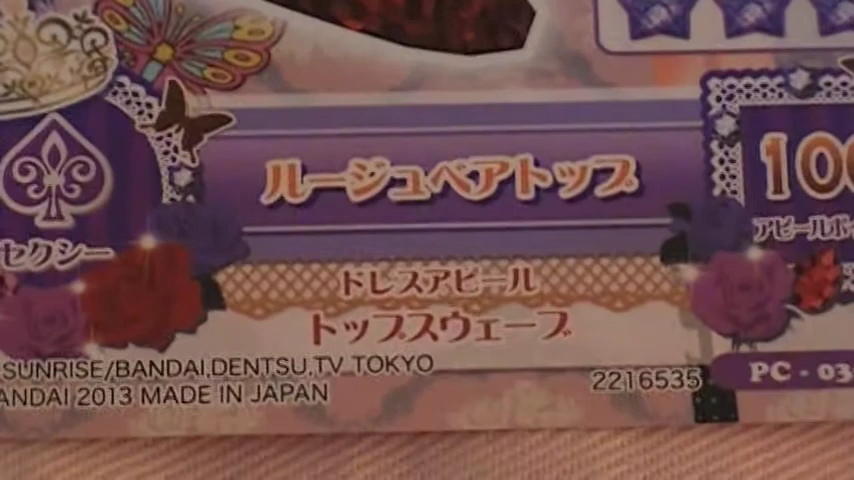 ルージュベアトップ
100
セクシー
アピールポ
ドレスアピール
トップスウェーブ
SUNRISE/BANDAI,DENTSU,TV TOKYO
ANDAI 2013 MADE IN JAPAN
2216535
PC - 03